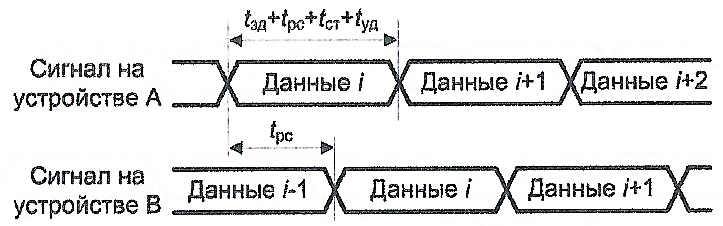 tзд+tрс+tст+tуд
Сигнал на
устройстве А
Данные i
Данные i+1
Данные i+2
tрс
Сигнал на
устройстве В
Данные i-1
Данные i
Данные i+1